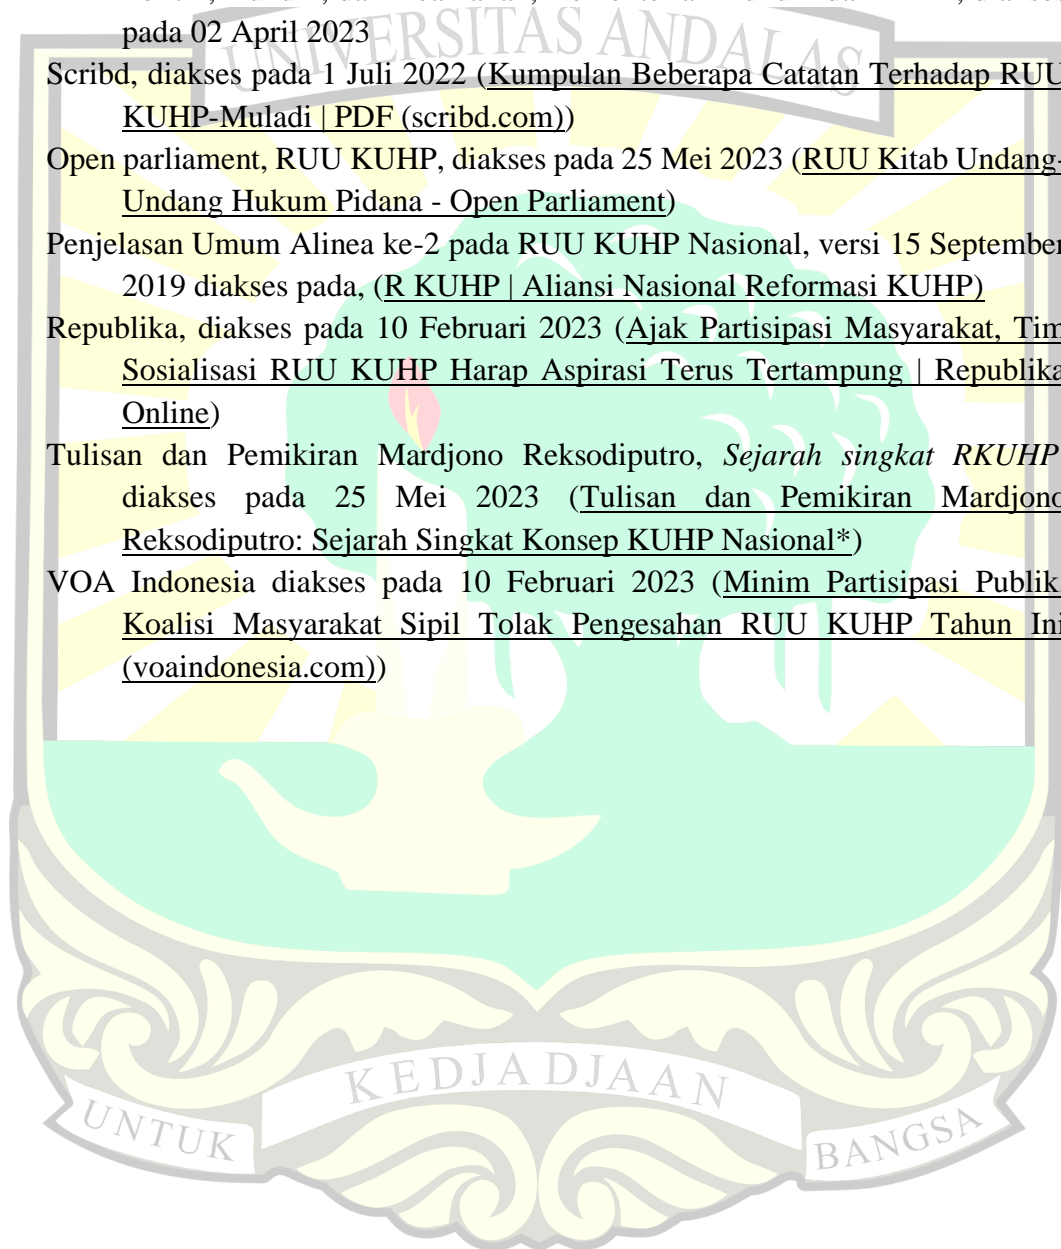 pada 02 April 2023
Scribd, diakses pada 1 Juli 2022 (Kumpulan Beberapa Catatan Terhadap RUU
KUHP-Muladi | PDF (scribd.com))
Open parliament, RUU KUHP, diakses pada 25 Mei 2023 (RUU Kitab Undang-
Undang Hukum Pidana - Open Parliament)
Penjelasan Umum Alinea ke-2 pada RUU KUHP Nasional, versi 15 September
2019 diakses pada, (R KUHP | Aliansi Nasional Reformasi KUHP)
Republika, diakses pada 10 Februari 2023 (Ajak Partisipasi Masyarakat, Tim
Sosialisasi RUU KUHP Harap Aspirasi Terus Tertampung | Republika
Online)
Tulisan dan Pemikiran Mardjono Reksodiputro, Sejarah singkat RKUHP
diakses pada 25 Mei 2023 (Tulisan dan Pemikiran Mardjono
Reksodiputro: Sejarah Singkat Konsep KUHP Nasional*)
VOA Indonesia diakses pada 10 Februari 2023 (Minim Partisipasi Publik,
Koalisi Masyarakat Sipil Tolak Pengesahan RUU KUHP Tahun Ini
(voaindonesia.com))
UNIVERSITAS ANDALAS
UNTUK
KEDJADJAAN
BANGSA